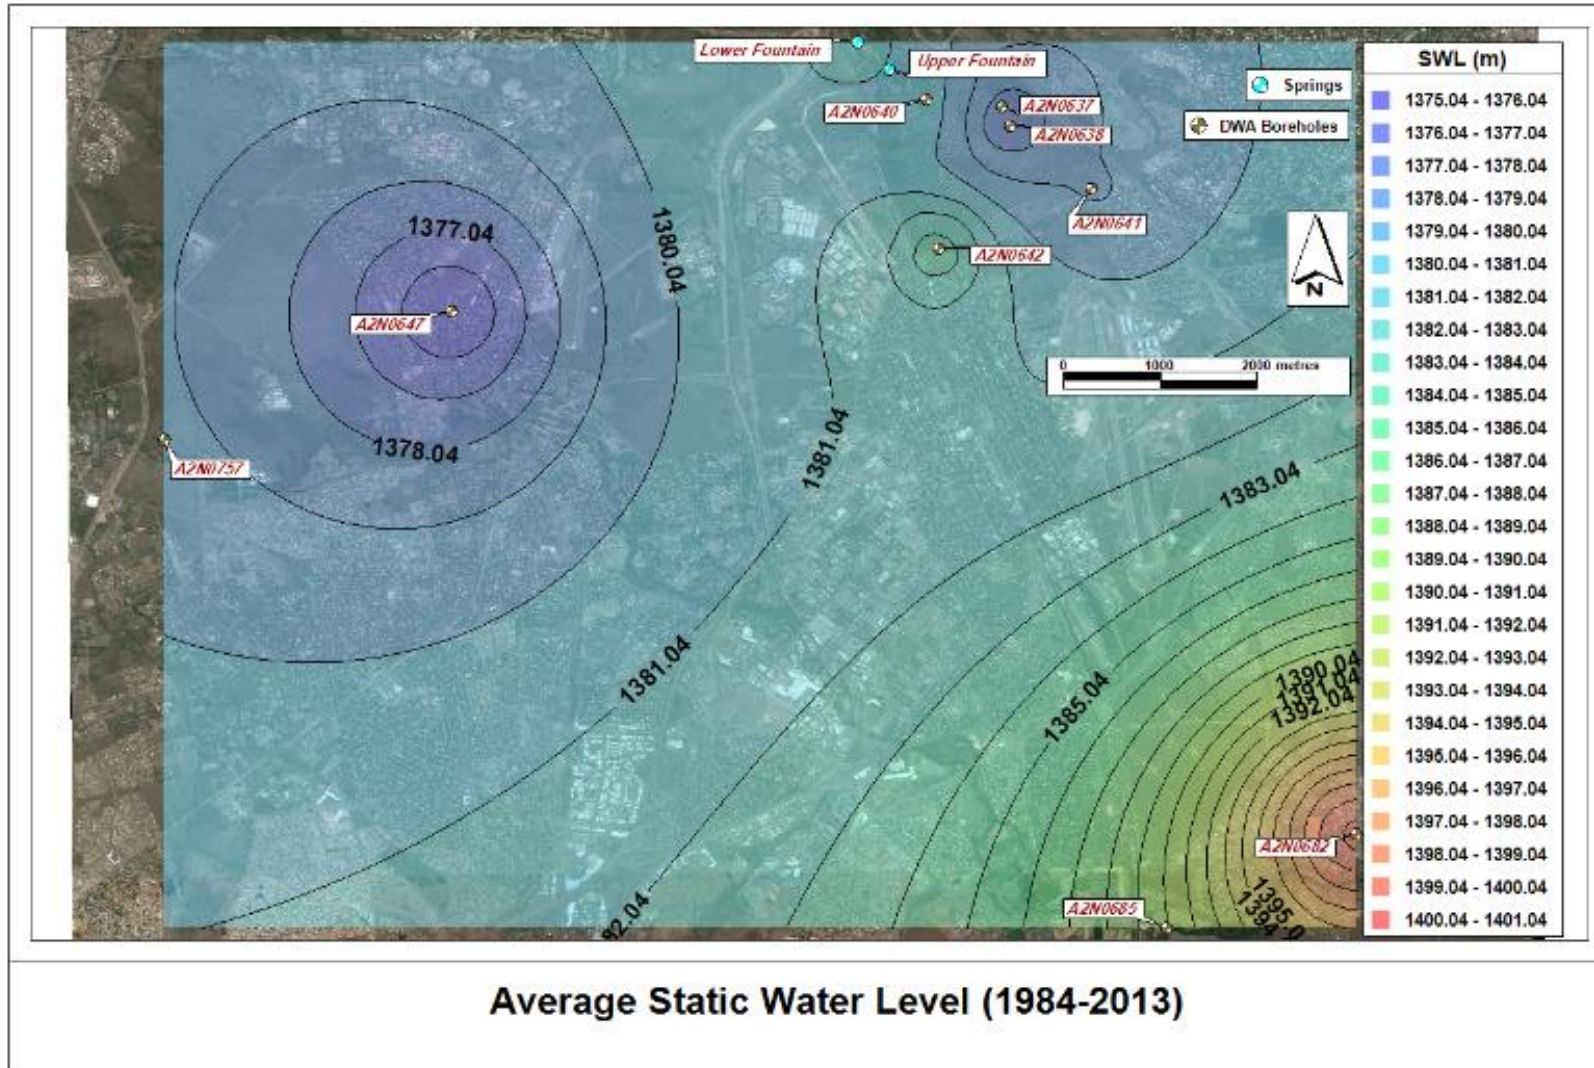 Lower Fountain
Upper Fountain
A2N0640
A2N0637
A2N0638
A2N0641
A2N0642
A2N0647
A2N0757
A2N0682
A2N0685
Springs
DWA Boreholes
N
0 1000 2000 metres
1377.04
1378.04
1380.04
1381.04
1381.04
1383.04
1385.04
1390.04
1391.04
1392.04
1395.0
1394
82.04
SWL (m)
1375.04 - 1376.04
1376.04 - 1377.04
1377.04 - 1378.04
1378.04 - 1379.04
1379.04 - 1380.04
1380.04 - 1381.04
1381.04 - 1382.04
1382.04 - 1383.04
1383.04 - 1384.04
1384.04 - 1385.04
1385.04 - 1386.04
1386.04 - 1387.04
1387.04 - 1388.04
1388.04 - 1389.04
1389.04 - 1390.04
1390.04 - 1391.04
1391.04 - 1392.04
1392.04 - 1393.04
1393.04 - 1394.04
1394.04 - 1395.04
1395.04 - 1396.04
1396.04 - 1397.04
1397.04 - 1398.04
1398.04 - 1399.04
1399.04 - 1400.04
1400.04 - 1401.04
Average Static Water Level (1984-2013)